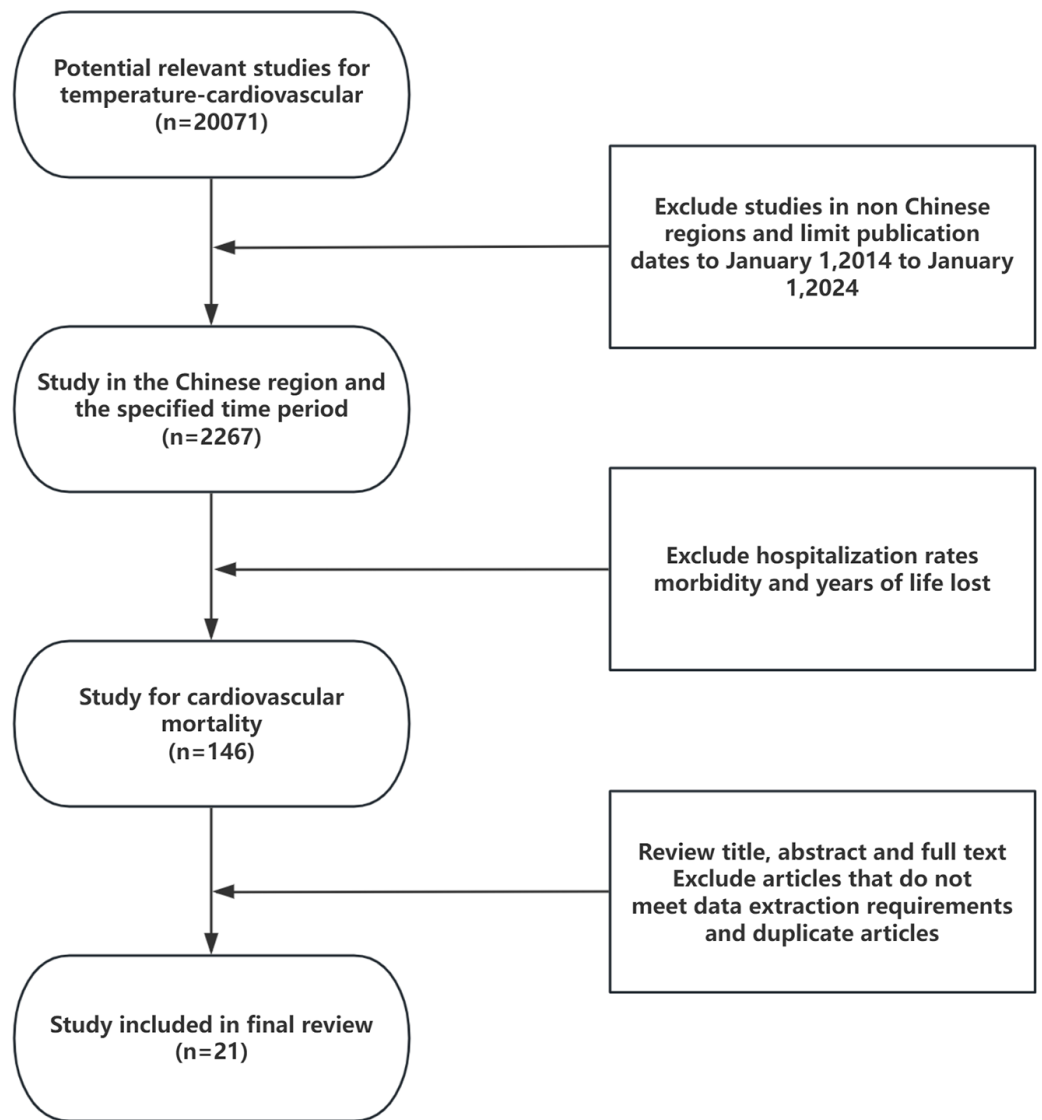 Potential relevant studies for
temperature-cardiovascular
(n=20071)
Exclude studies in non Chinese
regions and limit publication
dates to January 1,2014 to January
1,2024
Study in the Chinese region and
the specified time period
(n=2267)
Exclude hospitalization rates
morbidity and years of life lost
Study for cardiovascular
mortality
(n=146)
Review title, abstract and full text
Exclude articles that do not
meet data extraction requirements
and duplicate articles
Study included in final review
(n=21)